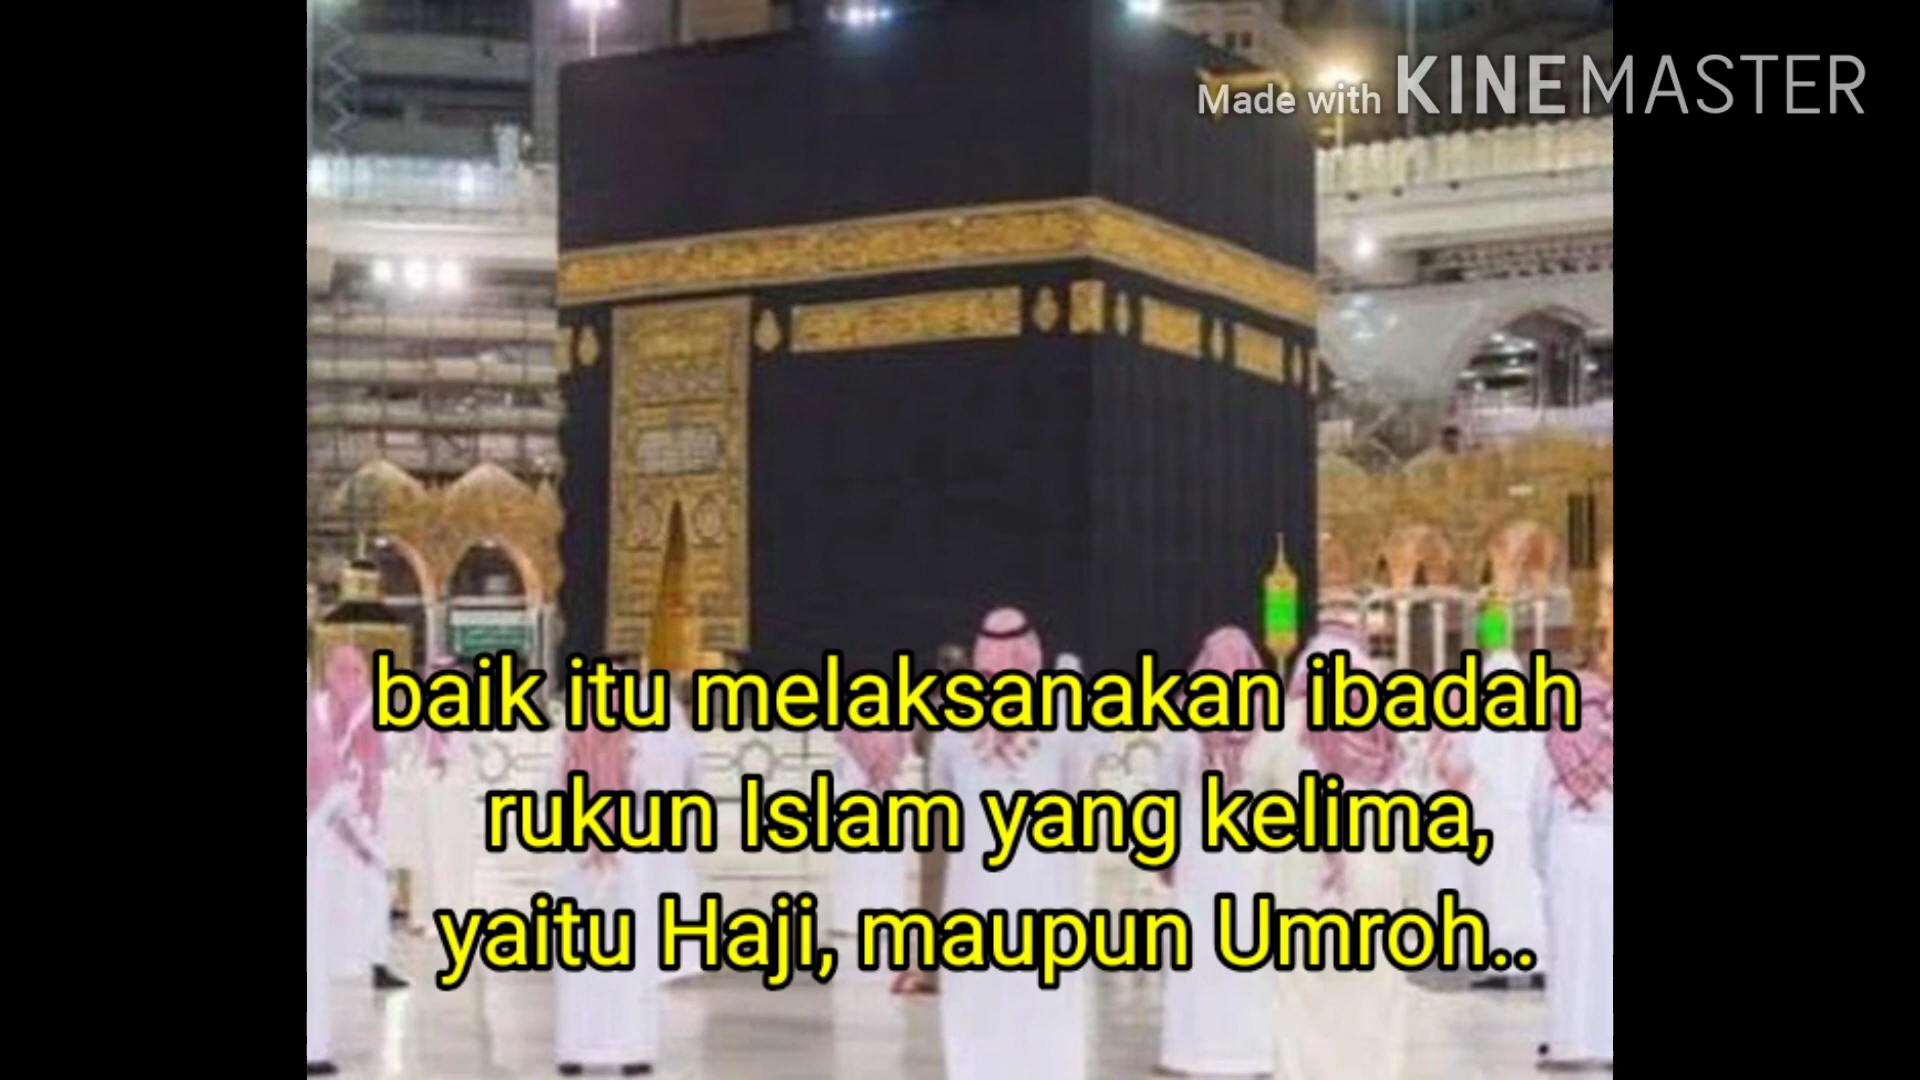 Made with KINEMASTER
baik itu melaksanakan ibadah
rukun Islam yang kelima,
yaitu Haji, maupun Umroh..